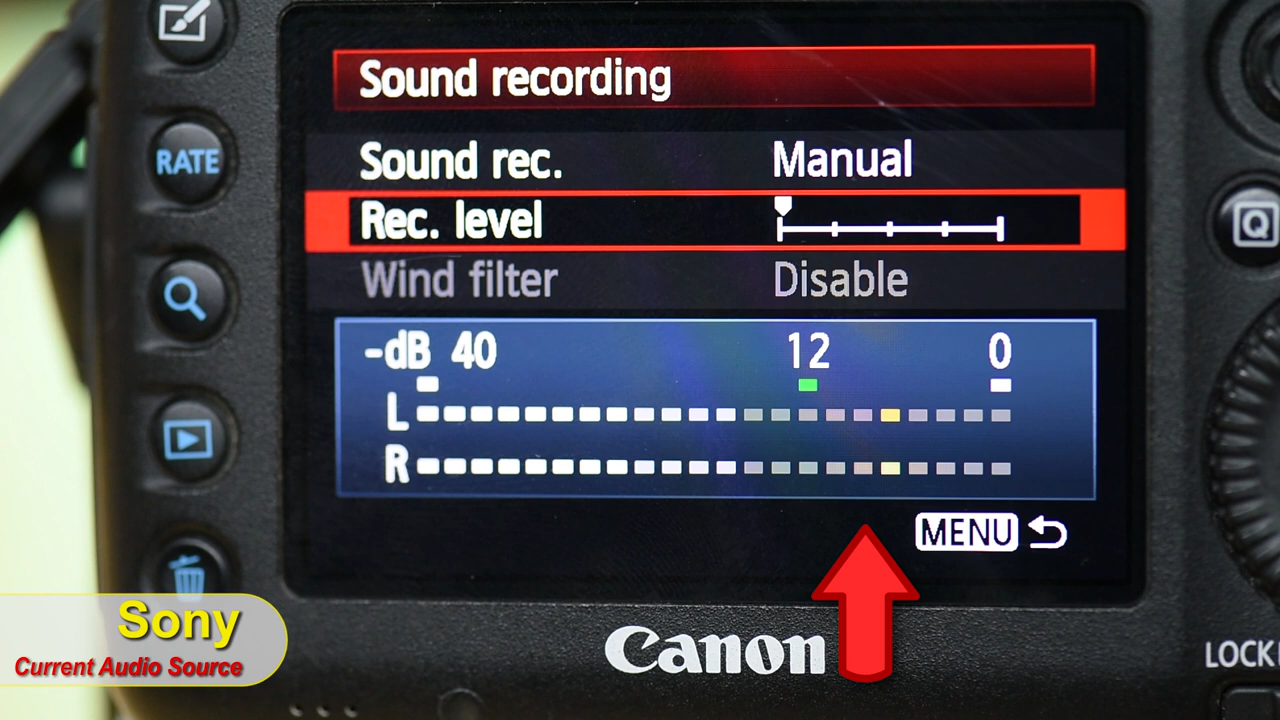 Sound recording
Sound rec. Manual
Rec. level
Wind filter Disable
-dB 40 12 0
L
R
MENU
RATE
Q
Canon
LOCK
Sony
Current Audio Source